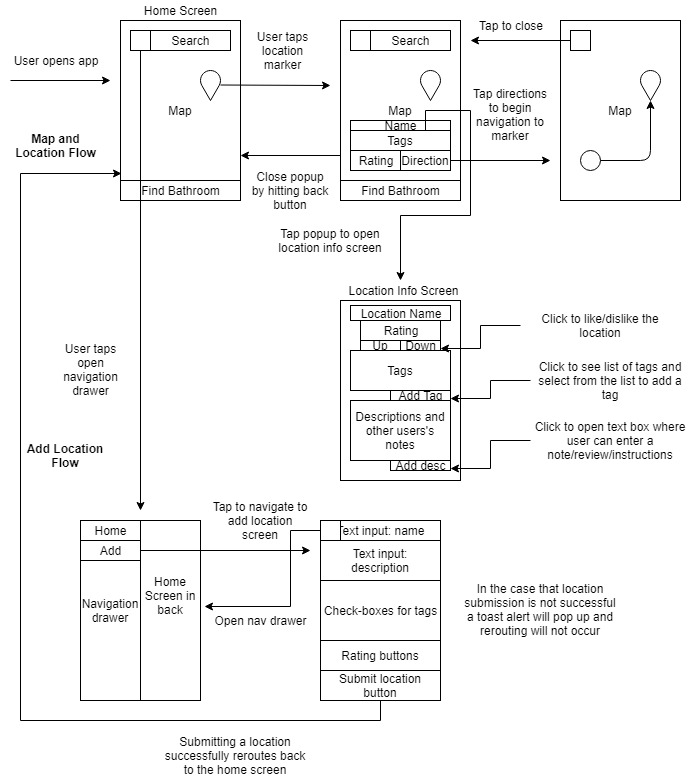 Home Screen
Search
User taps
location
marker
Search
Tap to close
User opens app
Map
Map
Tap directions
to begin
navigation to
marker
Map
Map and
Location Flow
Name
Tags
Rating
Direction
Find Bathroom
Close popup
by hitting back
button
Find Bathroom
Tap popup to open
location info screen
Location Info Screen
Location Name
Rating
Up
Down
Click to like/dislike the
location
User taps
open
navigation
drawer
Tags
Click to see list of tags and
select from the list to add a
tag
Add Tag
Descriptions and
other users's
notes
Add desc
Click to open text box where
user can enter a
note/review/instructions
Add Location
Flow
Tap to navigate to
add location
screen
Home
Add
Navigation
drawer
Home
Screen in
back
Open nav drawer
Text input: name
Text input:
description
Check-boxes for tags
Rating buttons
Submit location
button
In the case that location
submission is not successful
a toast alert will pop up and
rerouting will not occur
Submitting a location
successfully reroutes back
to the home screen